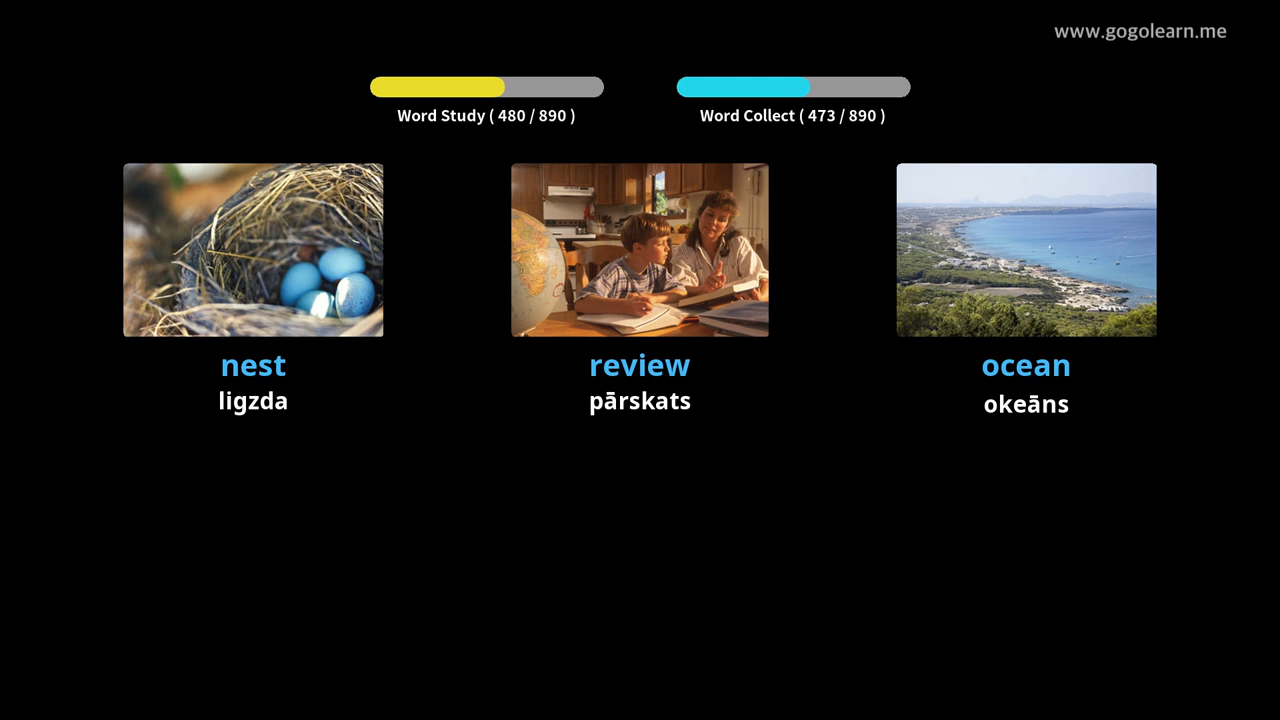 www.gogolearn.me
Word Study ( 480 / 890 )
Word Collect ( 473 / 890 )
nest
ligzda
review
pārskats
ocean
okeāns